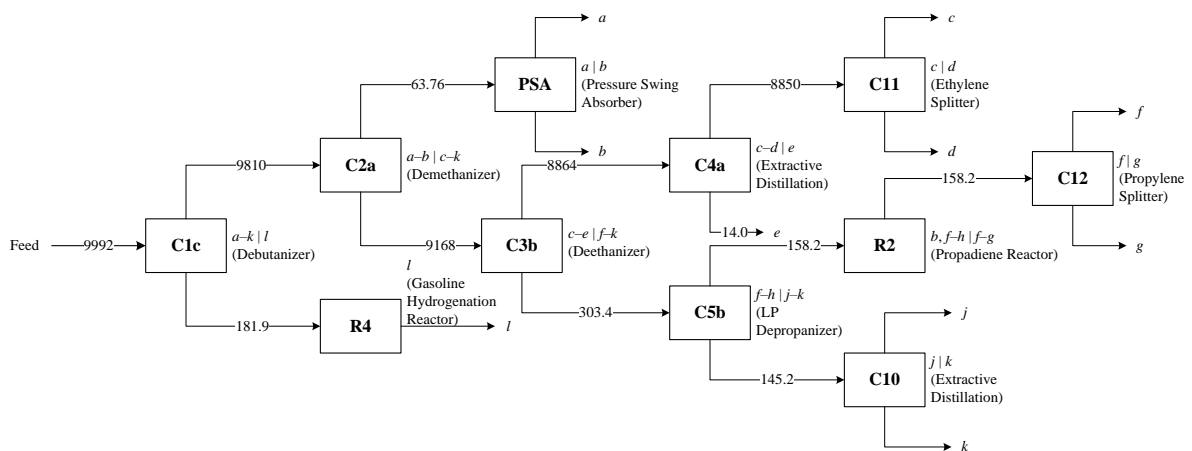 a
c
63.76
PSA
a | b
(Pressure Swing
Absorber)
8850
C11
c | d
(Ethylene
Splitter)
f
9810
C2a
a–b | c–k
(Demethanizer)
b
8864
C4a
c–d | e
(Extractive
Distillation)
d
158.2
C12
f | g
(Propylene
Splitter)
Feed
9992
C1c
a–k | l
(Debutanizer)
9168
C3b
c–e | f–k
(Deethanizer)
14.0
e
158.2
R2
b, f–h | f–g
(Propadiene Reactor)
g
l
(Gasoline
Hydrogenation
Reactor)
181.9
R4
l
303.4
C5b
f–h | j–k
(LP
Depropanizer)
j
145.2
C10
j | k
(Extractive
Distillation)
k